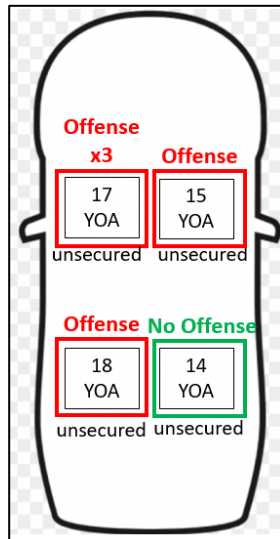 Offense
x3
Offense
17
YOA
15
YOA
unsecured
unsecured
Offense
No Offense
18
YOA
14
YOA
unsecured
unsecured